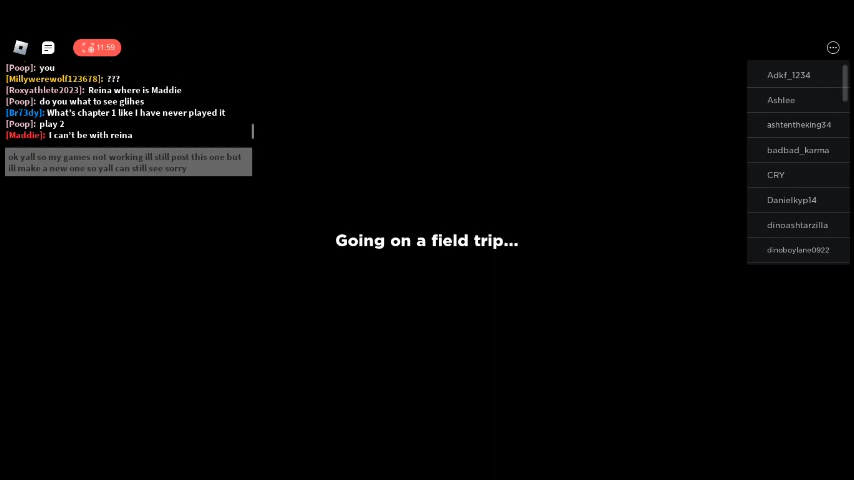 11:59
[Poop]: you
[Millywerewolf123678]: ???
[Roxyathlete2023]: Reina where is Maddie
[Poop]: do you what to see glihes
[Br73dy]: What's chapter 1 like I have never played it
[Poop]: play 2
[Maddie]: I can't be with reina
ok yall so my games not working ill still post this one but
ill make a new one so yall can still see sorry
Going on a field trip...
Adkf_1234
Ashlee
ashtentheking34
badbad_karma
CRY
Danielkyp14
dinoashtarzilla
dinoboylane0922